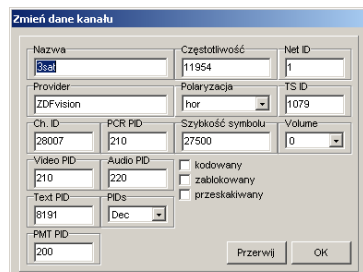 Zmień dane kanału
Nazwa Częstotliwość Net ID
3sat 11954 1
Provider Polaryzacja TS ID
ZDFvision hor 1079
Ch. ID PCR PID Szybkość symbolu Volume
28007 210 27500 0
Video PID Audio PID
210 220
kodowany
zablokowany
przeskakiwany
Text PID PIDs
8191 Dec
PMT PID
200
Przerwij OK